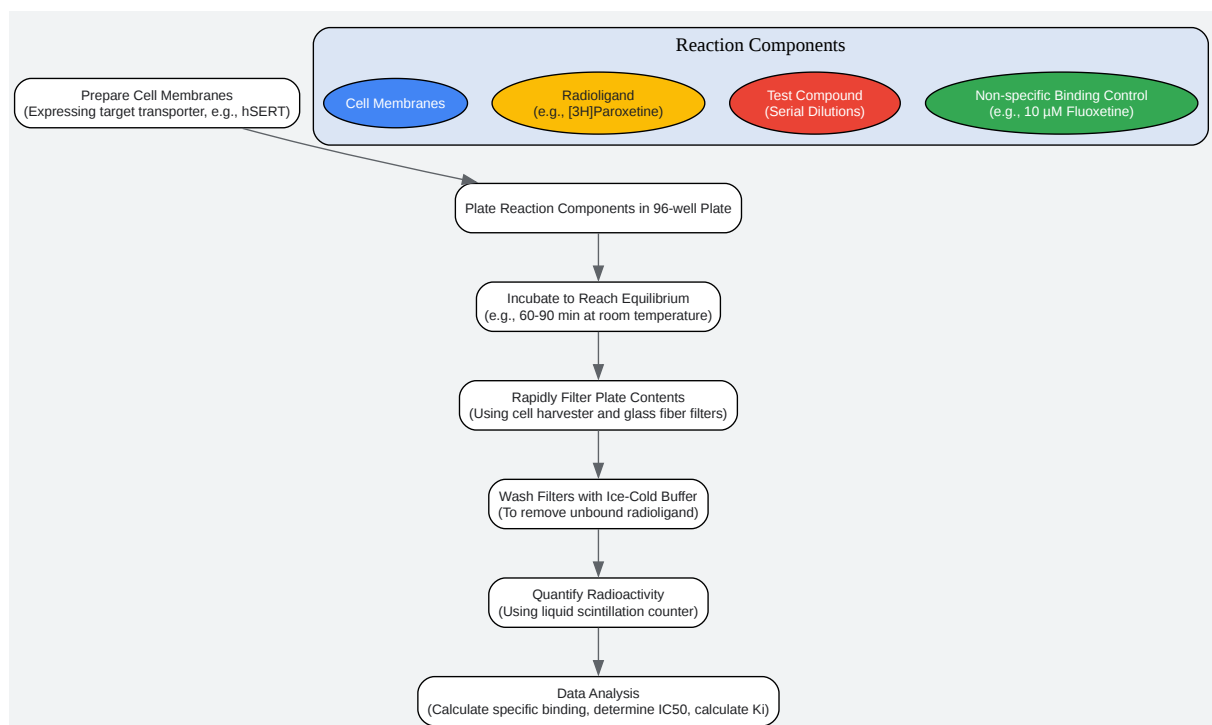 Reaction Components
Prepare Cell Membranes
(Expressing target transporter, e.g., hSERT)
Cell Membranes
Radioligand
(e.g., [3H]Paroxetine)
Test Compound
(Serial Dilutions)
Non-specific Binding Control
(e.g., 10 µM Fluoxetine)
Plate Reaction Components in 96-well Plate
Incubate to Reach Equilibrium
(e.g., 60-90 min at room temperature)
Rapidly Filter Plate Contents
(Using cell harvester and glass fiber filters)
Wash Filters with Ice-Cold Buffer
(To remove unbound radioligand)
Quantify Radioactivity
(Using liquid scintillation counter)
Data Analysis
(Calculate specific binding, determine IC50, calculate Ki)